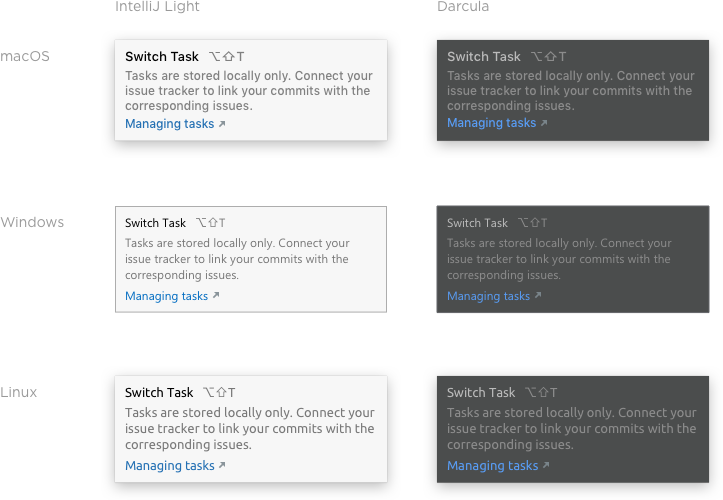 IntelliJ Light
Darcula
macOS
Switch Task ⌥⇧T
Tasks are stored locally only. Connect your
issue tracker to link your commits with the
corresponding issues.
Managing tasks ↗
Switch Task ⌥⇧T
Tasks are stored locally only. Connect your
issue tracker to link your commits with the
corresponding issues.
Managing tasks ↗
Windows
Switch Task ⌥⇧T
Tasks are stored locally only. Connect your
issue tracker to link your commits with the
corresponding issues.
Managing tasks ↗
Switch Task ⌥⇧T
Tasks are stored locally only. Connect your
issue tracker to link your commits with the
corresponding issues.
Managing tasks ↗
Linux
Switch Task ⌥⇧T
Tasks are stored locally only. Connect your
issue tracker to link your commits with the
corresponding issues.
Managing tasks ↗
Switch Task ⌥⇧T
Tasks are stored locally only. Connect your
issue tracker to link your commits with the
corresponding issues.
Managing tasks ↗